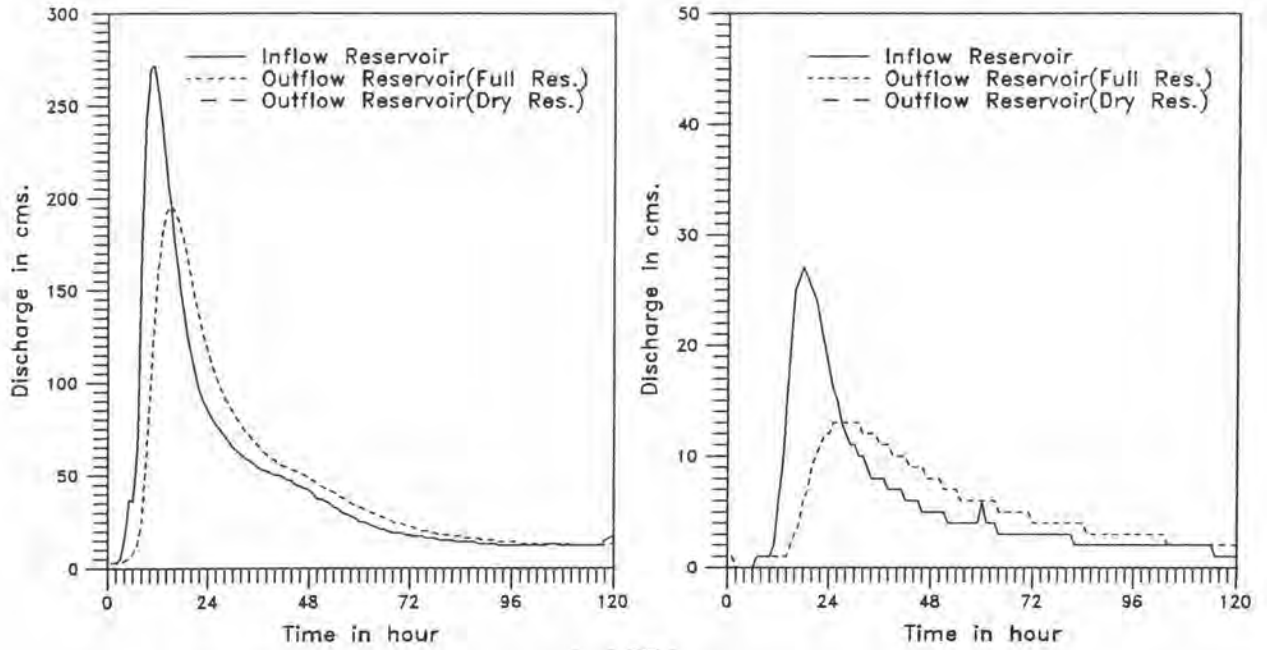 300
250
200
150
100
50
0
Discharge in cms.
Inflow Reservoir
Outflow Reservoir(Full Res.)
Outflow Reservoir(Dry Res.)
0 24 48 72 96 120
Time in hour
50
40
30
20
10
0
Discharge in cms.
Inflow Reservoir
Outflow Reservoir(Full Res.)
Outflow Reservoir(Dry Res.)
0 24 48 72 96 120
Time in hour